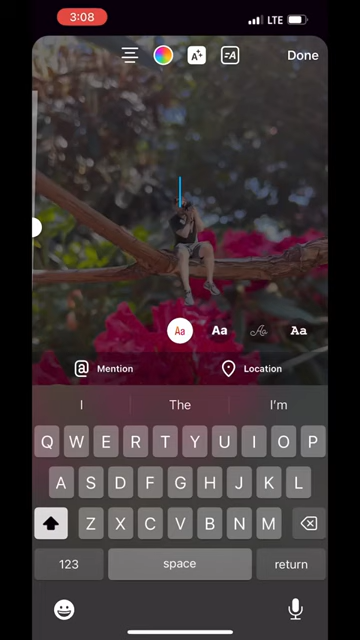 3:08 LTE
A+ A Done
Aa Aa Aa Aa
@ Mention Location
I The I'm
Q W E R T Y U I O P
A S D F G H J K L
Z X C V B N M
123 space return